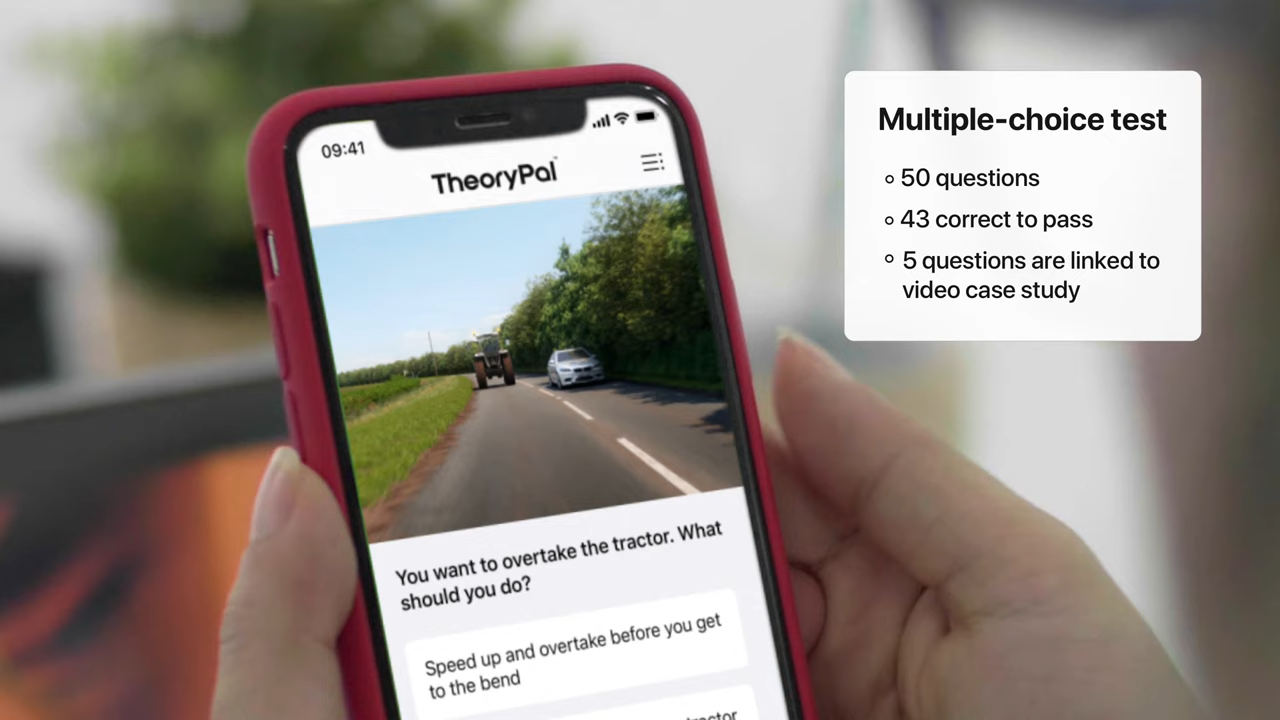 09:41
TheoryPal
You want to overtake the tractor. What
should you do?
Speed up and overtake before you get
to the bend
tractor
Multiple-choice test
50 questions
43 correct to pass
5 questions are linked to
video case study